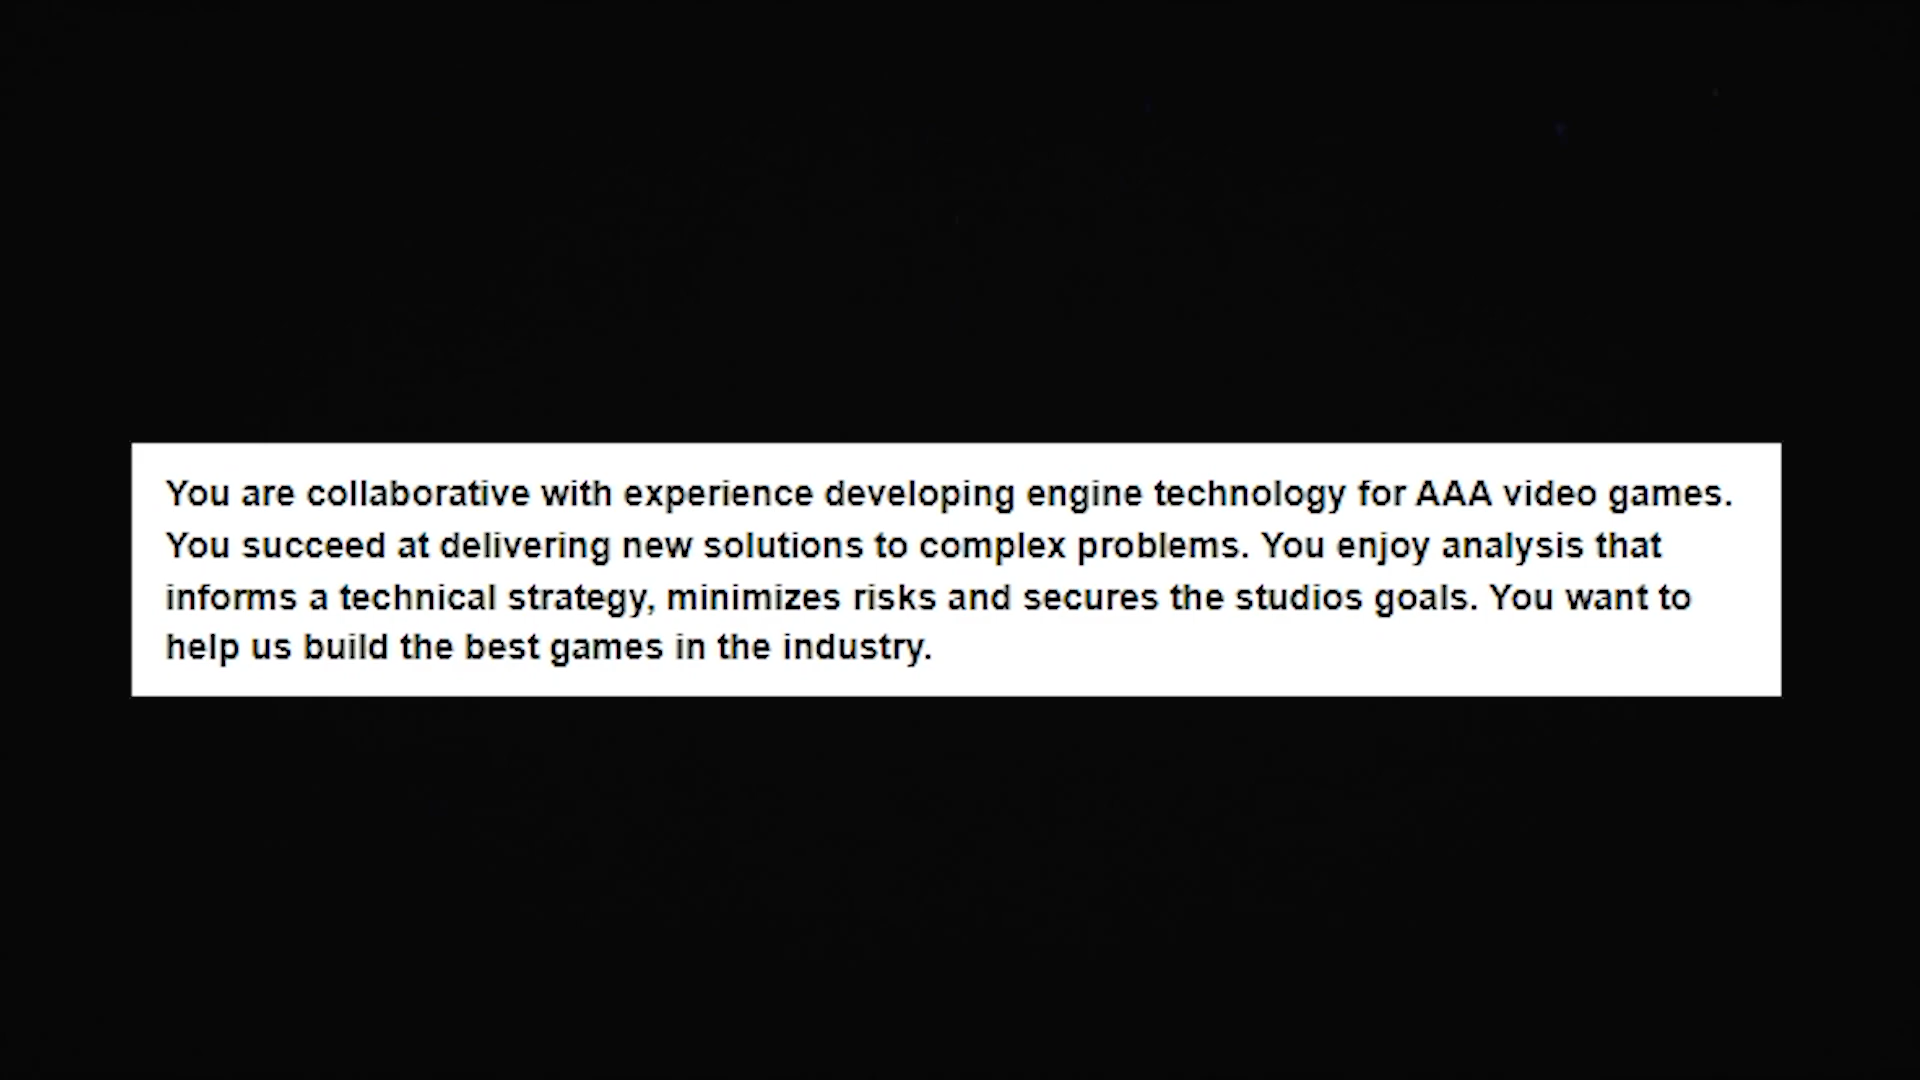 You are collaborative with experience developing engine technology for AAA video games.
You succeed at delivering new solutions to complex problems. You enjoy analysis that
informs a technical strategy, minimizes risks and secures the studios goals. You want to
help us build the best games in the industry.